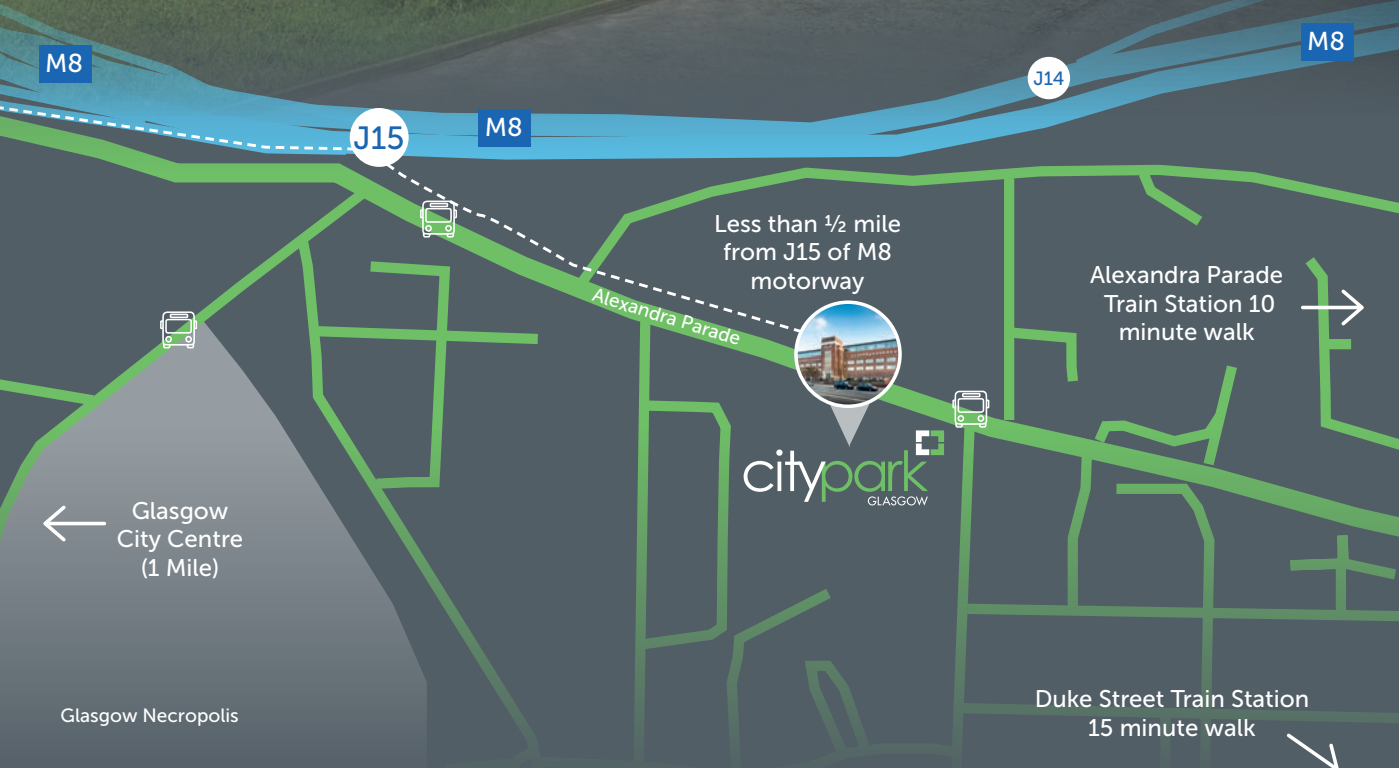 M8
M8
J14
M8
J15
Less than ½ mile
from J15 of M8
motorway
Alexandra Parade
Train Station 10
minute walk
Alexandra Parade
citypark
GLASGOW
Glasgow
City Centre
(1 Mile)
Duke Street Train Station
15 minute walk
Glasgow Necropolis